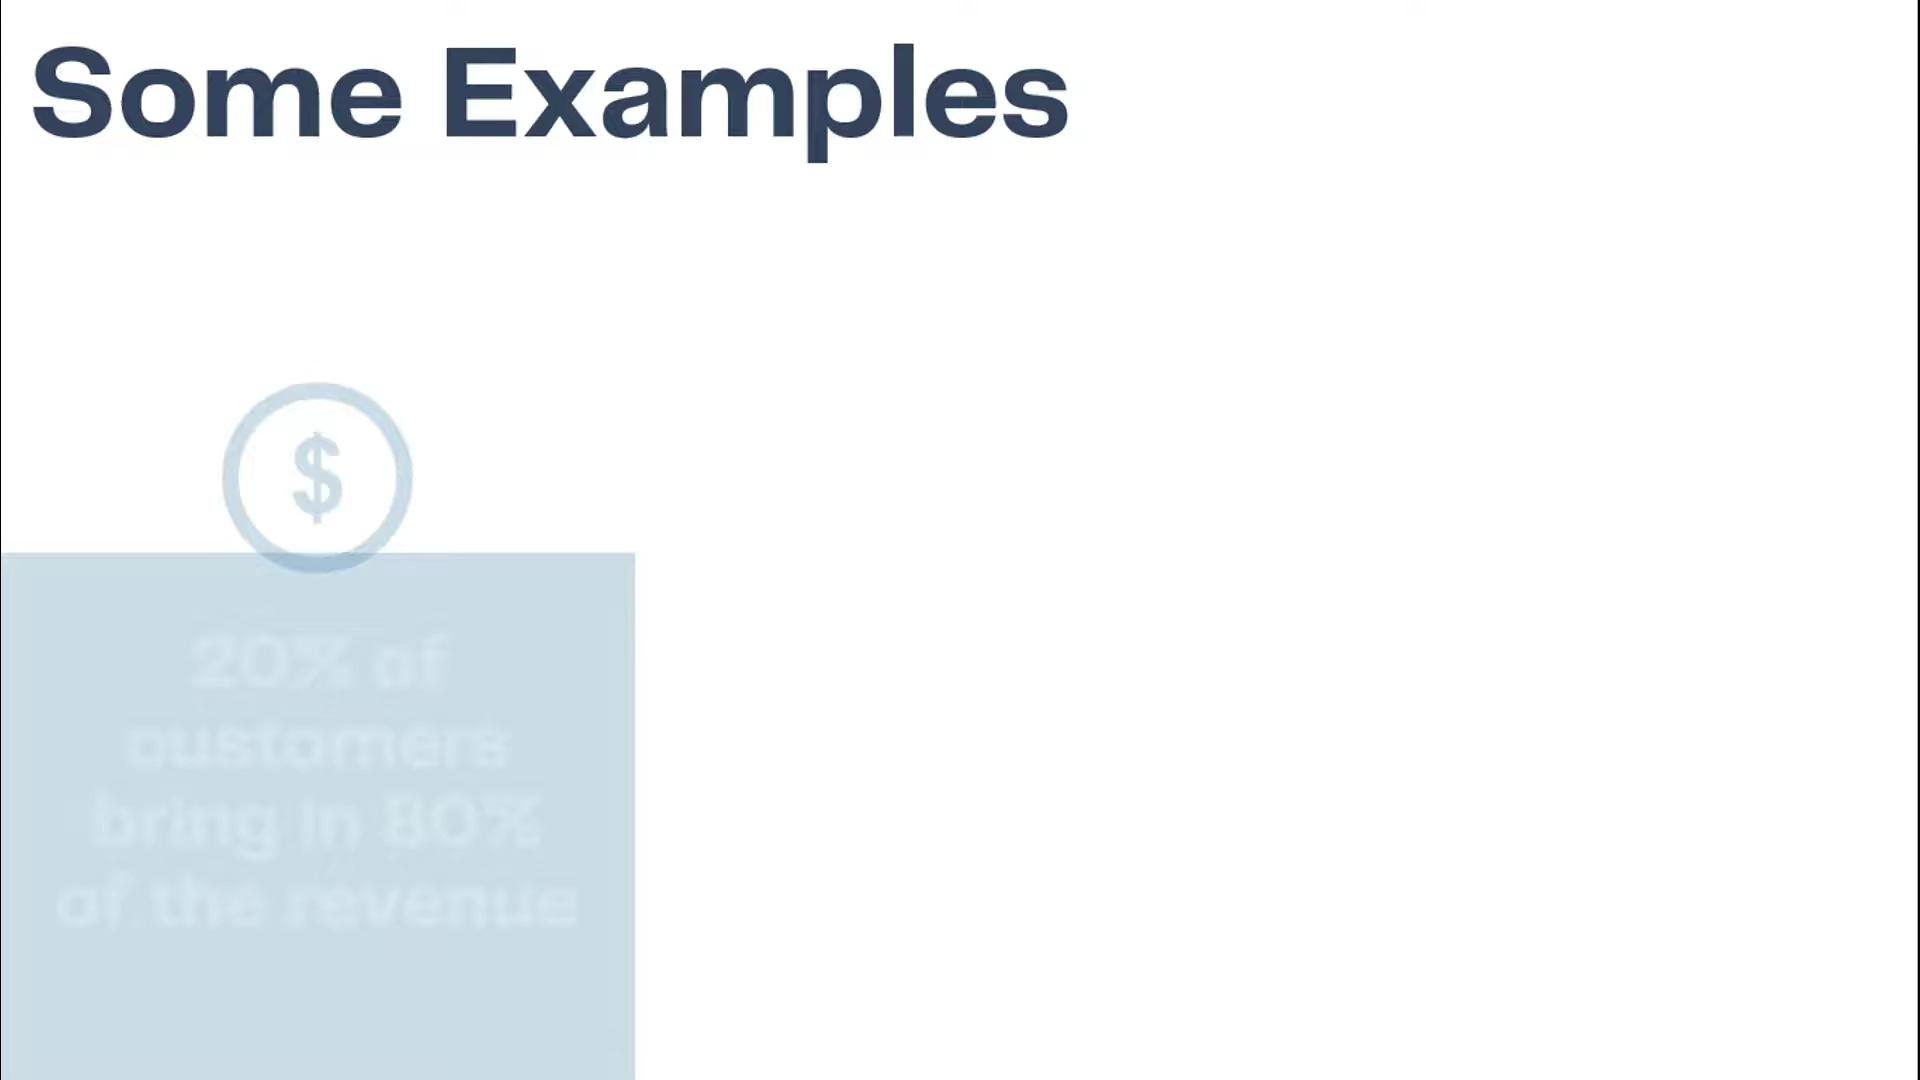 Some Examples
$
20% of
customers
bring in 80%
of the revenue